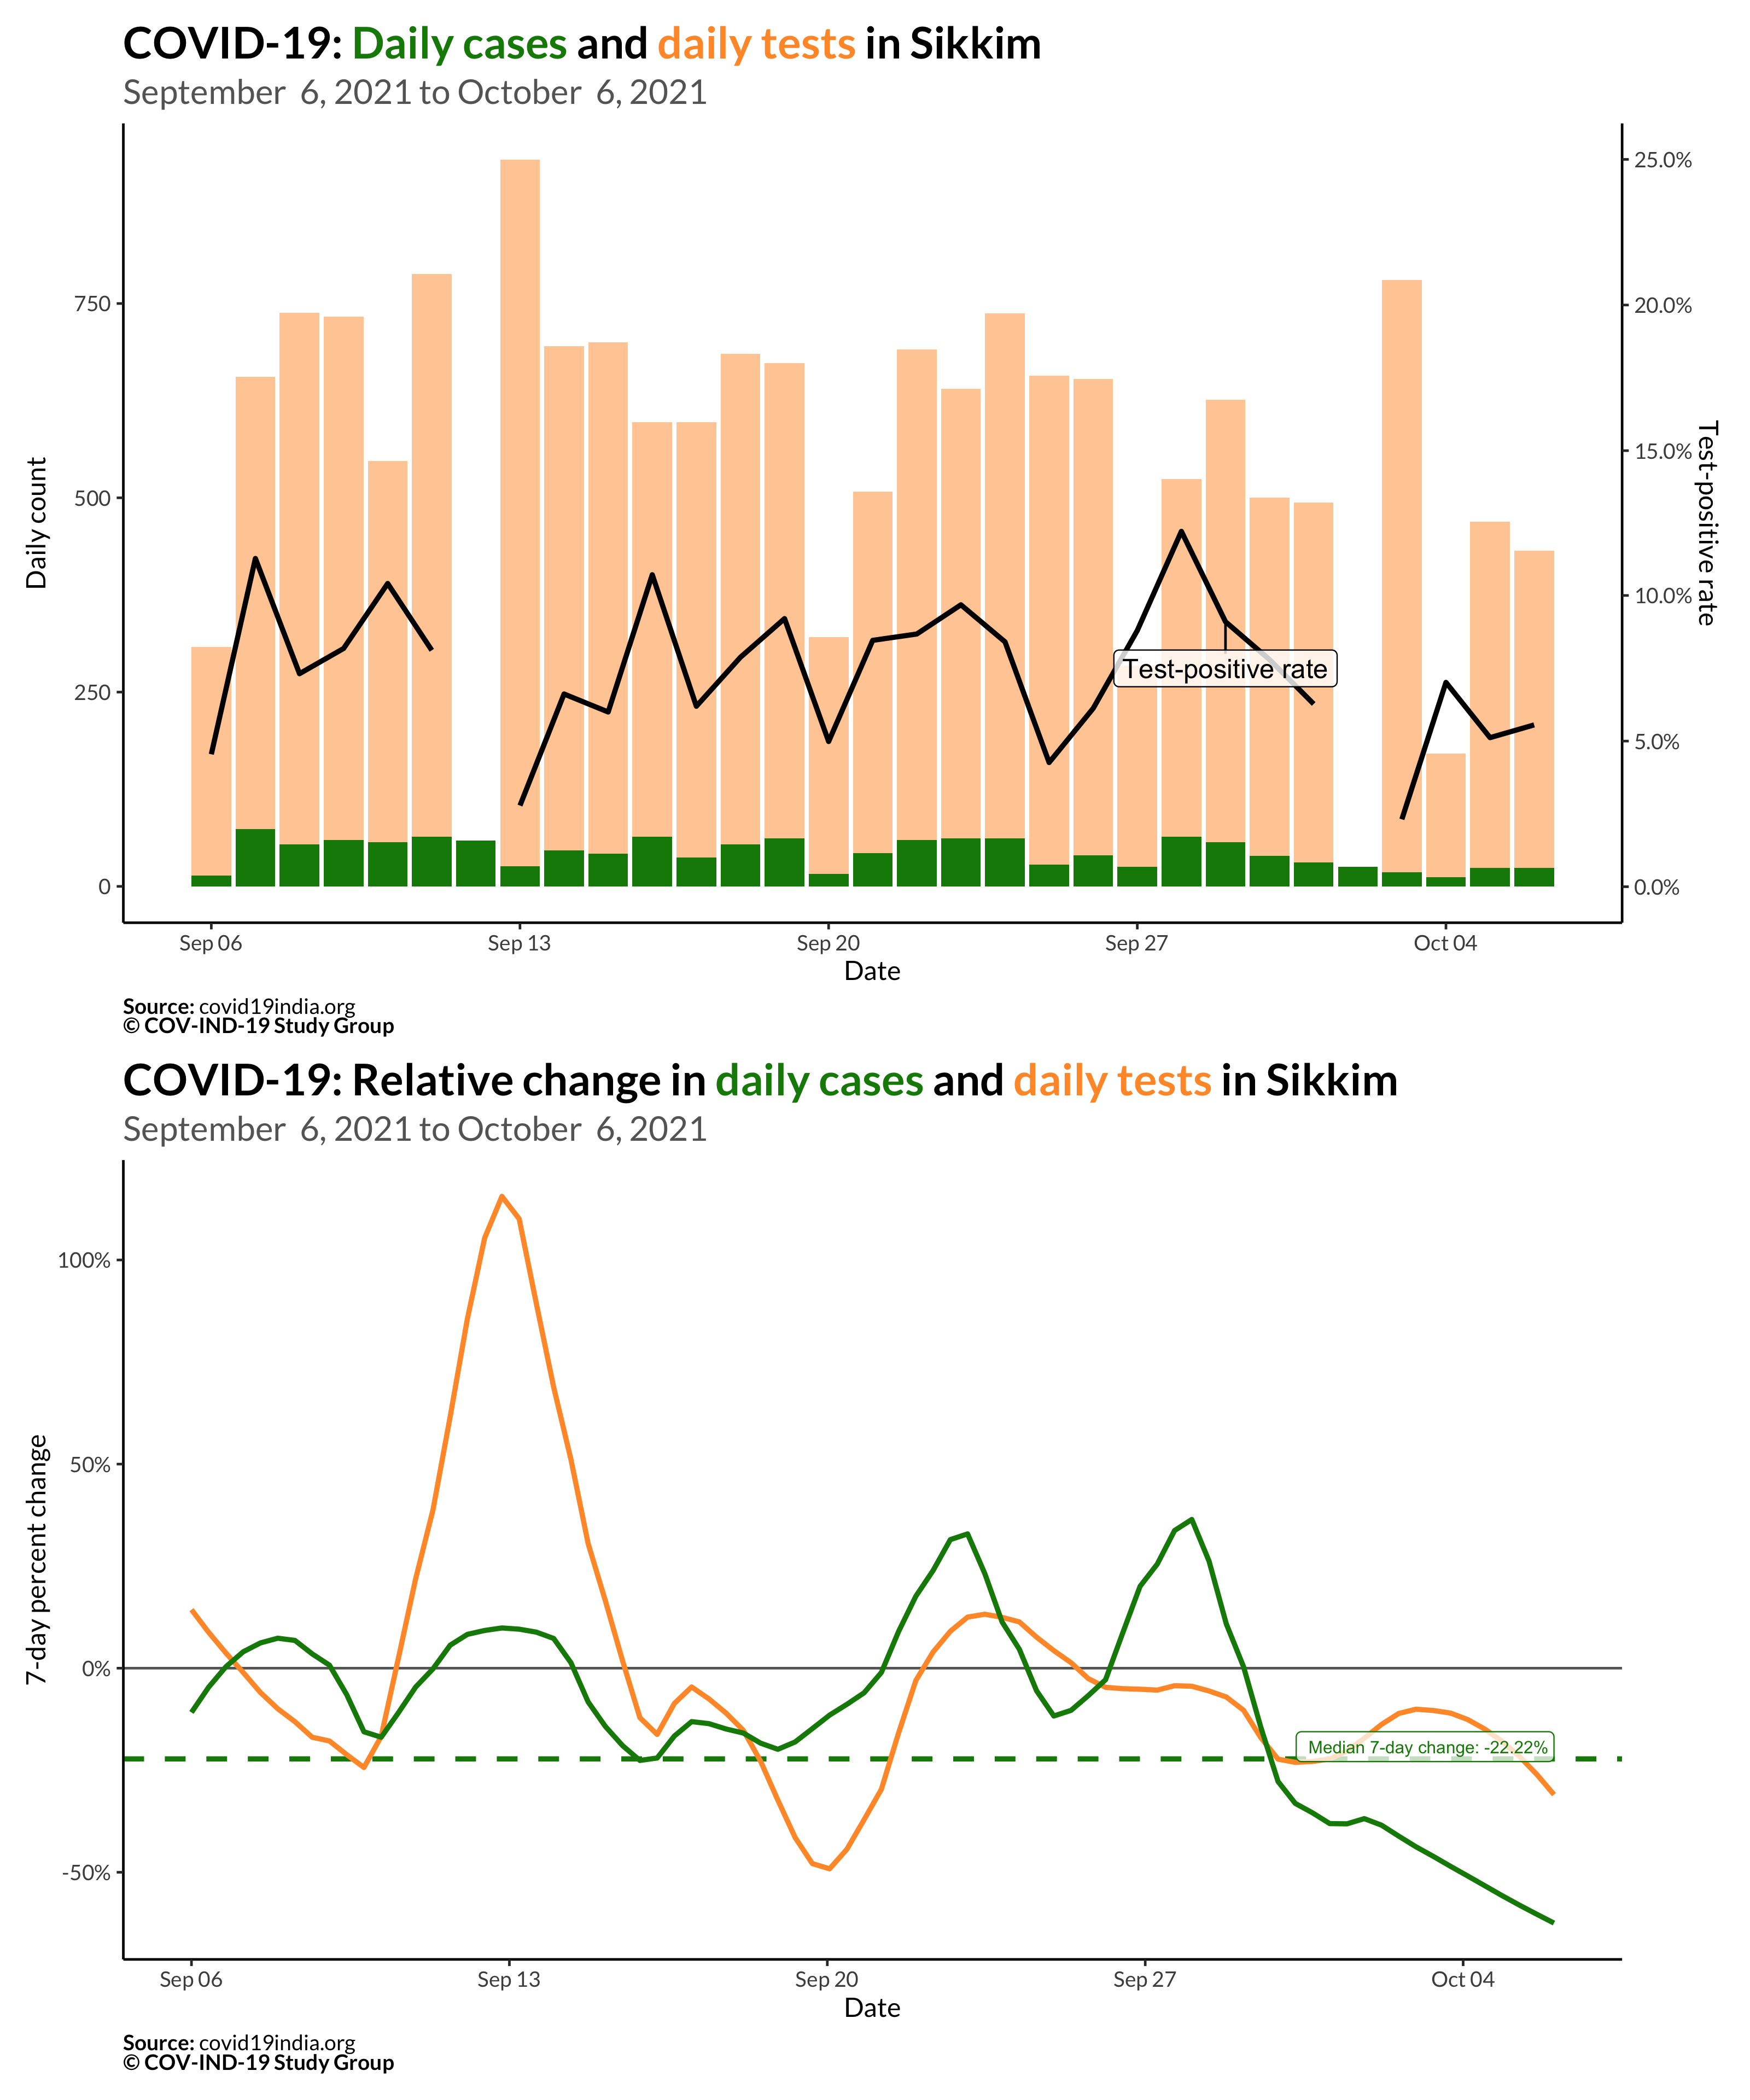 COVID-19: Daily cases and daily tests in Sikkim
September 6, 2021 to October 6, 2021
25.0%
20.0%
750
15.0%
500
10.0%
250
5.0%
0
0.0%
Daily count
Test-positive rate
Test-positive rate
Sep 06 Sep 13 Sep 20 Sep 27 Oct 04
Date
Source: covid19india.org
© COV-IND-19 Study Group
COVID-19: Relative change in daily cases and daily tests in Sikkim
September 6, 2021 to October 6, 2021
100%
50%
0%
-50%
7-day percent change
Median 7-day change: -22.22%
Sep 06 Sep 13 Sep 20 Sep 27 Oct 04
Date
Source: covid19india.org
© COV-IND-19 Study Group